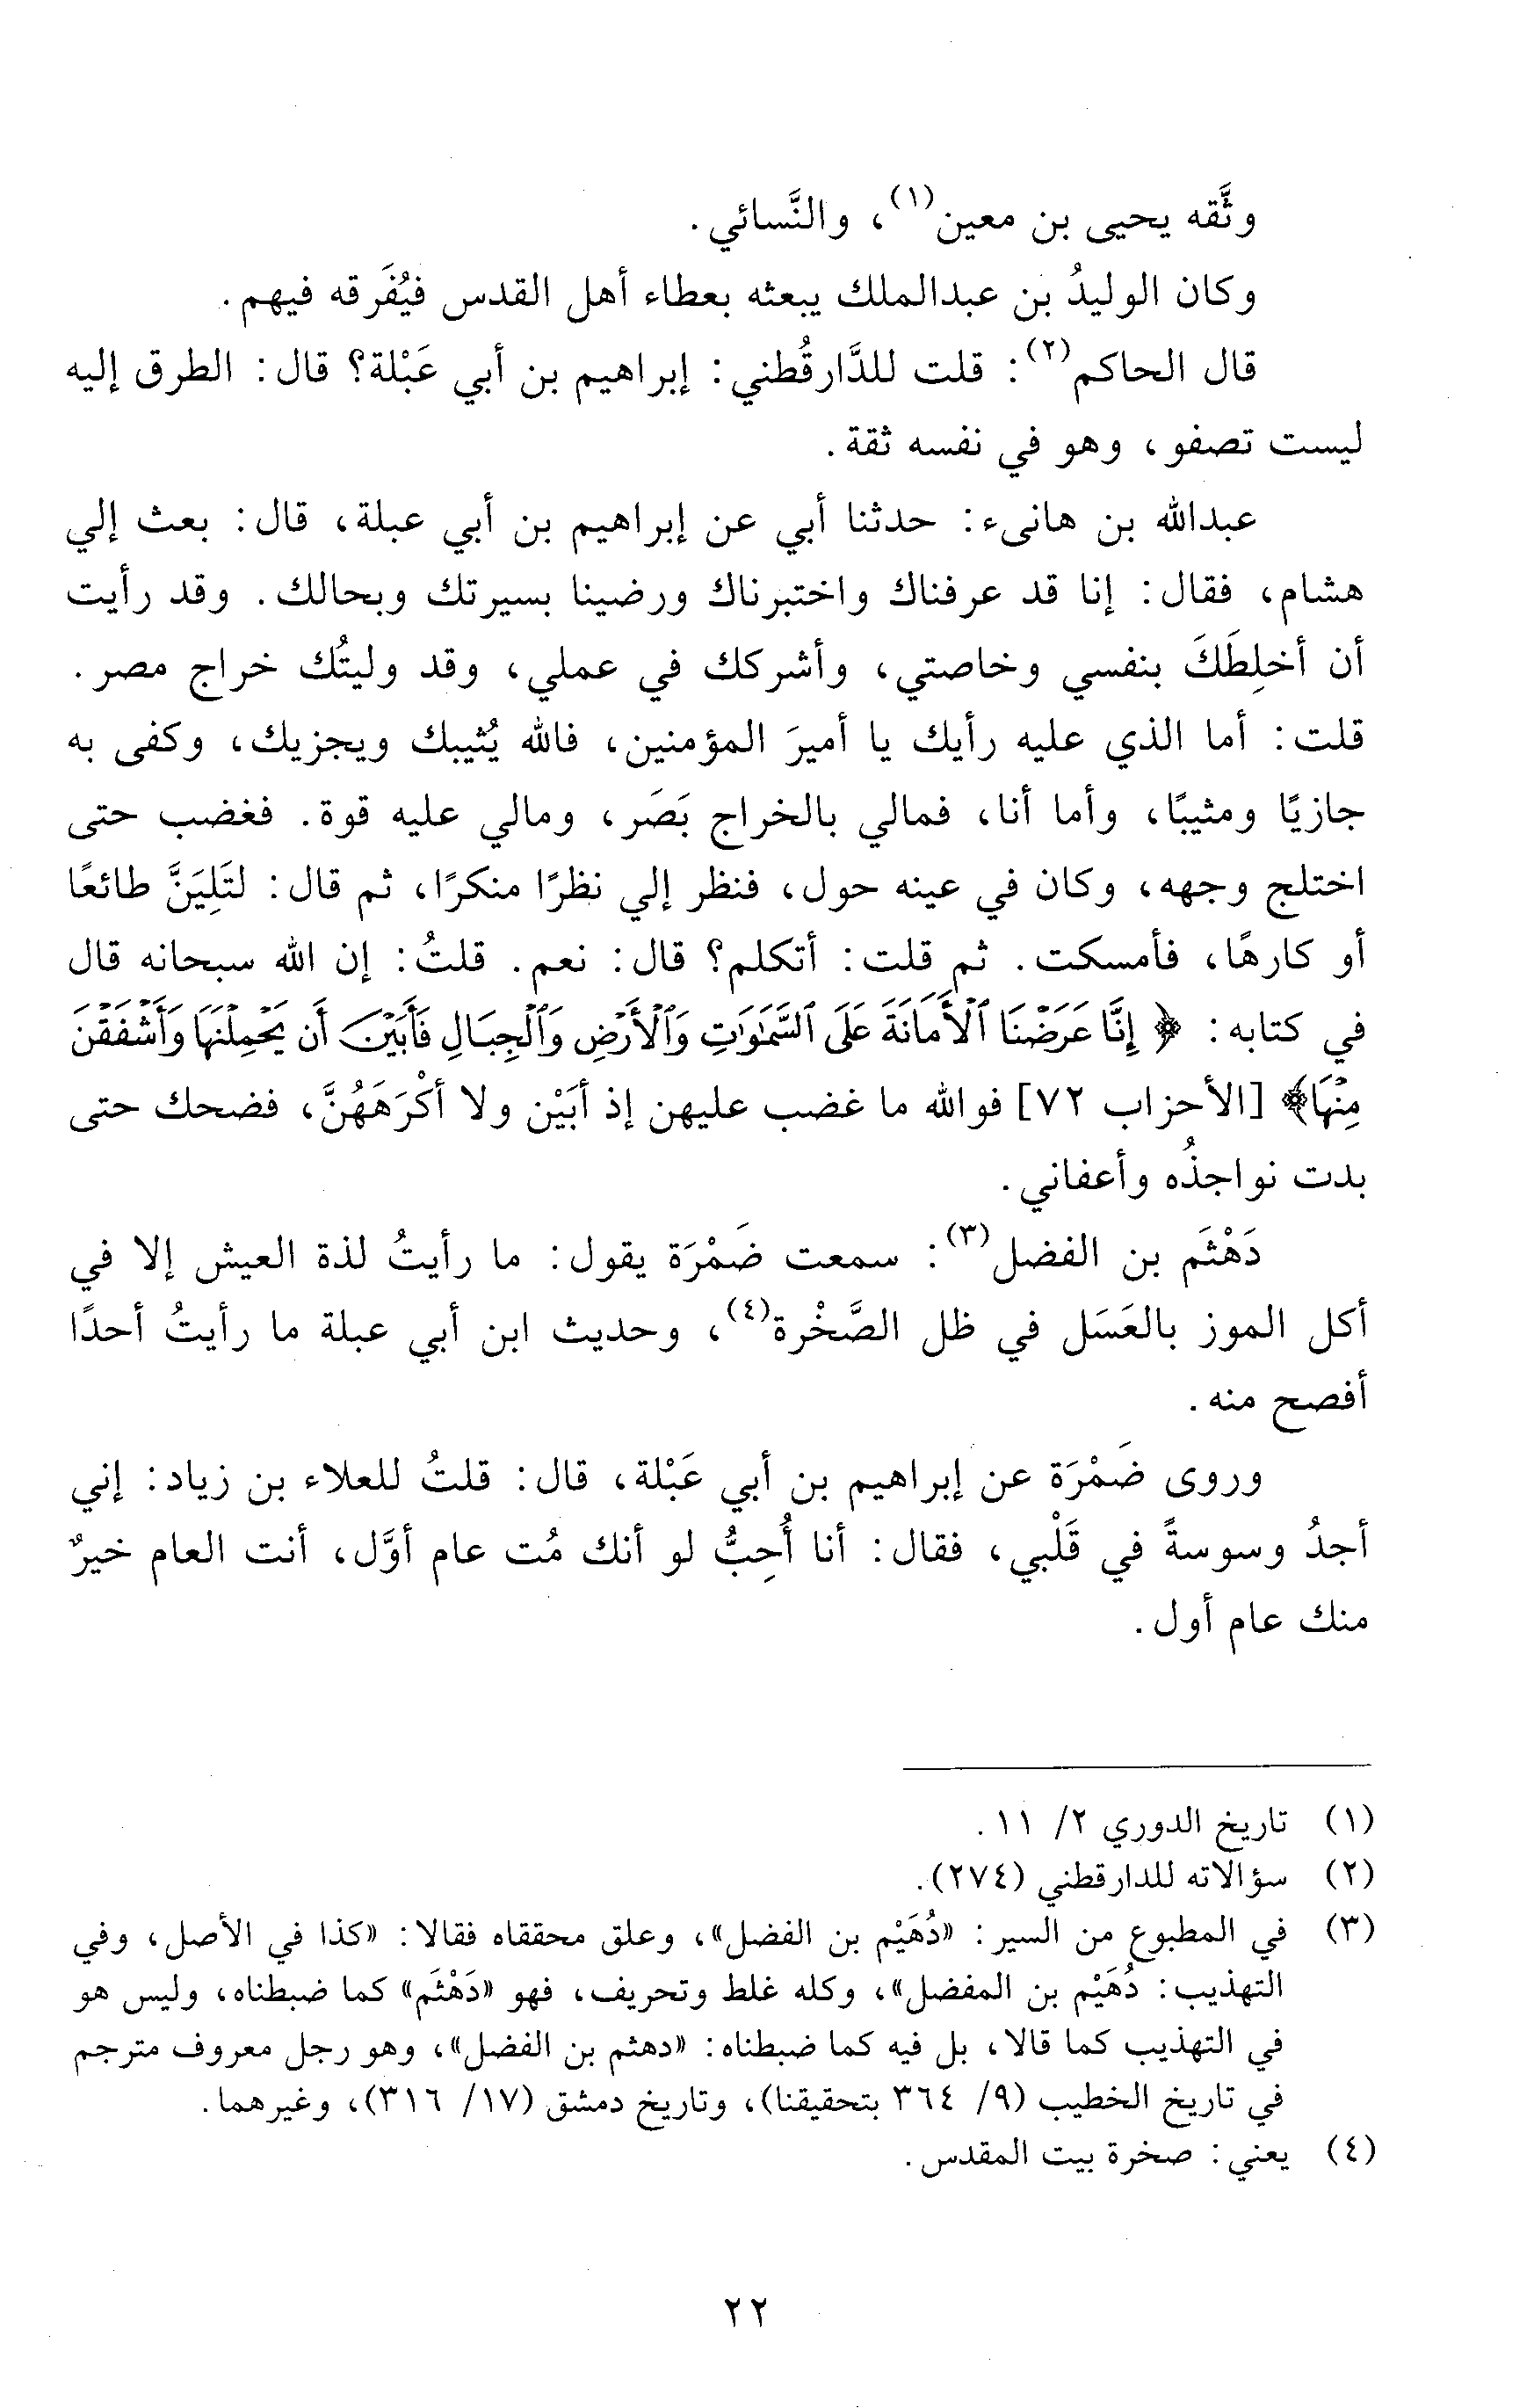 وثَّقه يحيى بن معين(١)، والنَّسائي.
وكان الوليدُ بن عبدالملك يبعثه بعطاء أهل القدس فيُفَرقه فيهم.
قال الحاكم(٢): قلت للدَّارقُطني: إبراهيم بن أبي عَبْلة؟ قال: الطرق إليه
ليست تصفو، وهو في نفسه ثقة.
عبدالله بن هانىء: حدثنا أبي عن إبراهيم بن أبي عبلة، قال: بعث إلي
هشام، فقال: إنا قد عرفناك واختبرناك ورضينا بسيرتك وبحالك. وقد رأيت
أن أخلِطَكَ بنفسي وخاصتي، وأشركك في عملي، وقد وليتُك خراج مصر.
قلت: أما الذي عليه رأيك يا أميرَ المؤمنين، فالله يُثيبك ويجزيك، وكفى به
جازيًا ومثيبًا، وأما أنا، فمالي بالخراج بَصَر، ومالي عليه قوة. فغضب حتى
اختلج وجهه، وكان في عينه حول، فنظر إلي نظرًا منكرًا، ثم قال: لتَلِيَنَّ طائعًا
أو كارهًا، فأمسكت. ثم قلت: أتكلم؟ قال: نعم. قلتُ: إن الله سبحانه قال
في كتابه: ﴿ إِنَّا عَرَضْنَا ٱلْأَمَانَةَ عَلَى ٱلسَّمَٰوَٰتِ وَٱلْأَرْضِ وَٱلْجِبَالِ فَأَبَيْنَ أَن يَحْمِلْنَهَا وَأَشْفَقْنَ
مِنْهَا﴾ [الأحزاب ٧٢] فوالله ما غضب عليهن إذ أبَيْن ولا أكْرَهَهُنَّ، فضحك حتى
بدت نواجذُه وأعفاني.
دَهْثَم بن الفضل(٣): سمعت ضَمْرَة يقول: ما رأيتُ لذة العيش إلا في
أكل الموز بالعَسَل في ظل الصَّخْرة(٤)، وحديث ابن أبي عبلة ما رأيتُ أحدًا
أفصح منه.
وروى ضَمْرَة عن إبراهيم بن أبي عَبْلة، قال: قلتُ للعلاء بن زياد: إني
أجدُ وسوسةً في قَلْبي، فقال: أنا أُحِبُّ لو أنك مُت عام أوَّل، أنت العام خيرٌ
منك عام أول.
(١) تاريخ الدوري ٢/ ١١.
(٢) سؤالاته للدارقطني (٢٧٤).
(٣) في المطبوع من السير: «دُهَيْم بن الفضل»، وعلق محققاه فقالا: «كذا في الأصل، وفي
التهذيب: دُهَيْم بن المفضل»، وكله غلط وتحريف، فهو «دَهْثَم» كما ضبطناه، وليس هو
في التهذيب كما قالا، بل فيه كما ضبطناه: «دهثم بن الفضل»، وهو رجل معروف مترجم
في تاريخ الخطيب (٩/ ٣٦٤ بتحقيقنا)، وتاريخ دمشق (١٧/ ٣١٦)، وغيرهما.
(٤) يعني: صخرة بيت المقدس.
٢٢